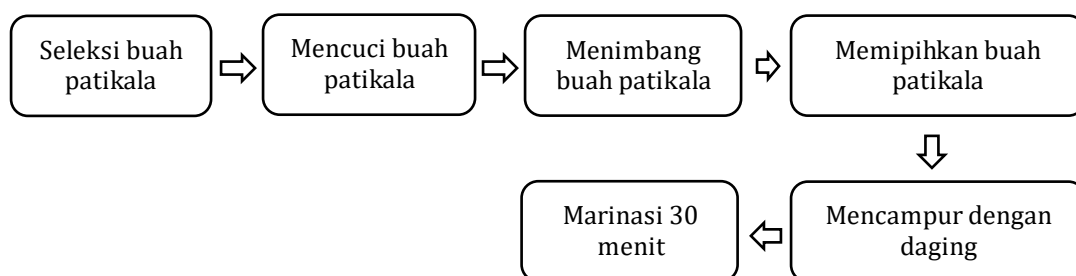 Seleksi buah
patikala
Mencuci buah
patikala
Menimbang
buah patikala
Memipihkan buah
patikala
Mencampur dengan
daging
Marinasi 30
menit